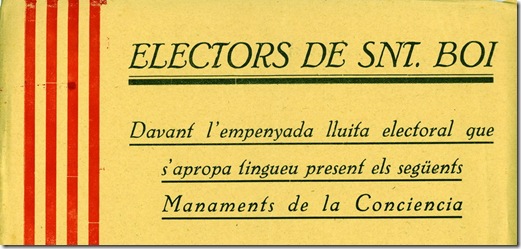 ELECTORS DE SNT. BOI
Davant l'empenyada lluita electoral que
s'apropa tingueu present els següents
Manaments de la Conciencia